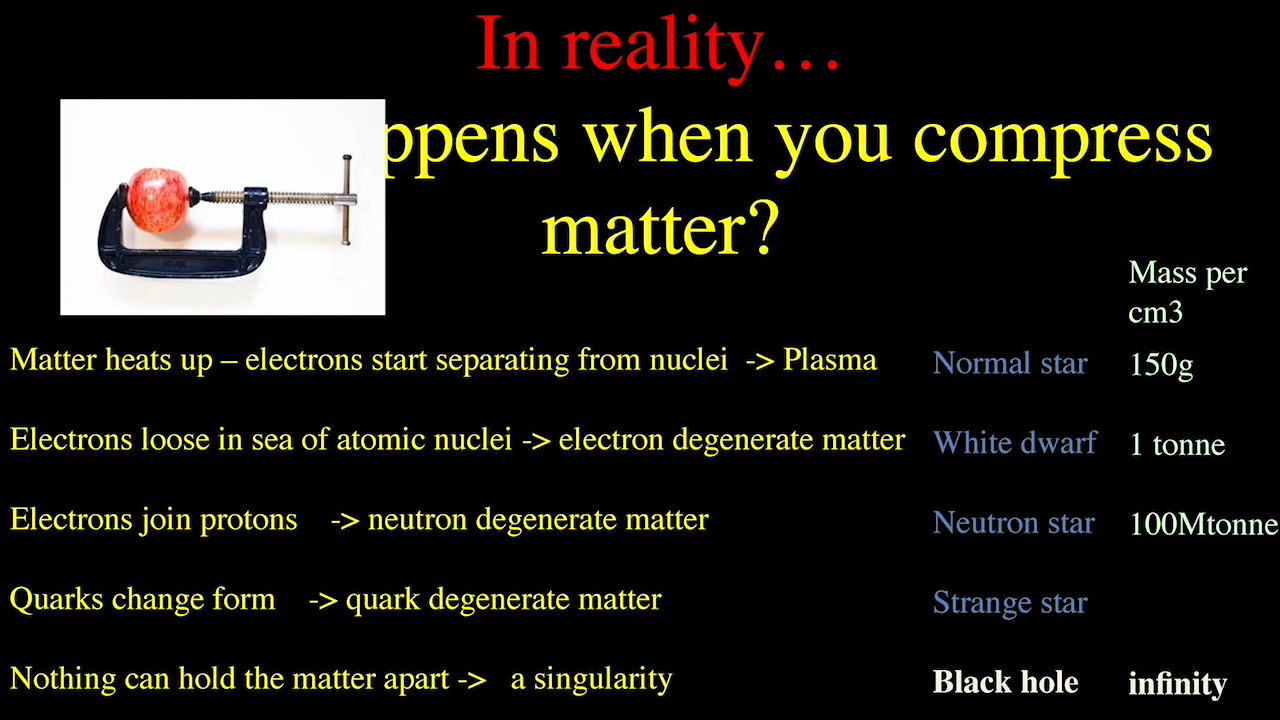 In reality…
ppens when you compress
matter?
Mass per
cm3
Matter heats up – electrons start separating from nuclei -> Plasma Normal star 150g
Electrons loose in sea of atomic nuclei -> electron degenerate matter White dwarf 1 tonne
Electrons join protons -> neutron degenerate matter Neutron star 100Mtonne
Quarks change form -> quark degenerate matter Strange star
Nothing can hold the matter apart -> a singularity Black hole infinity